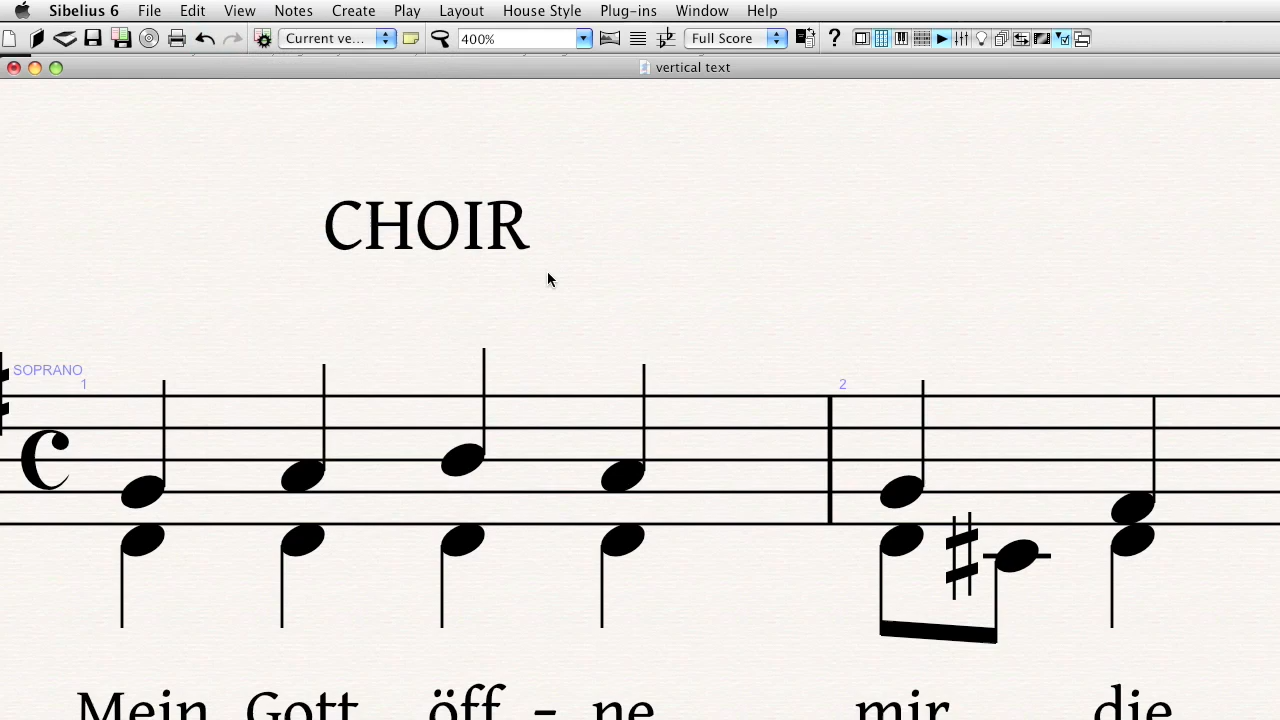 Sibelius 6 File Edit View Notes Create Play Layout House Style Plug-ins Window Help
Current ve... 400% Full Score ?
vertical text
CHOIR
SOPRANO
1 2
Mein Gott öff - ne mir die